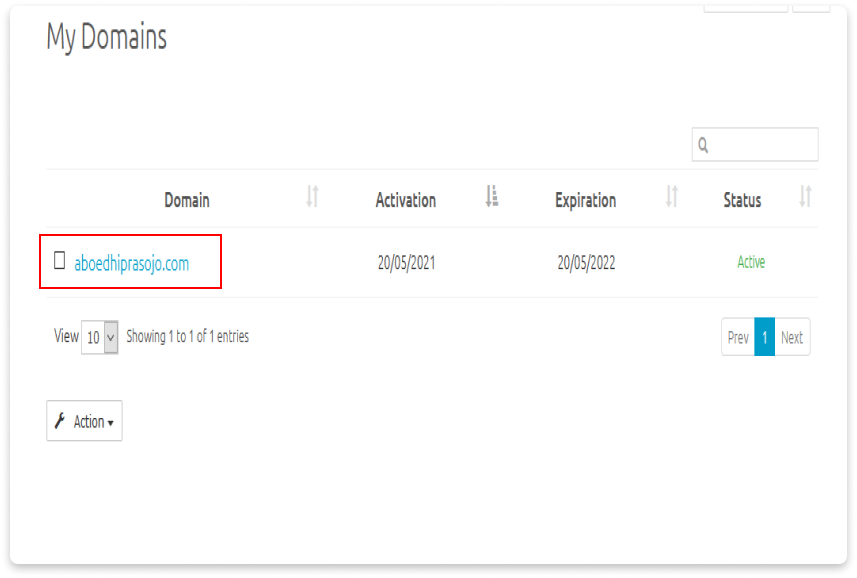 My Domains
Domain Activation Expiration Status
aboedhiprasojo.com 20/05/2021 20/05/2022 Active
View 10 Showing 1 to 1 of 1 entries Prev 1 Next
Action